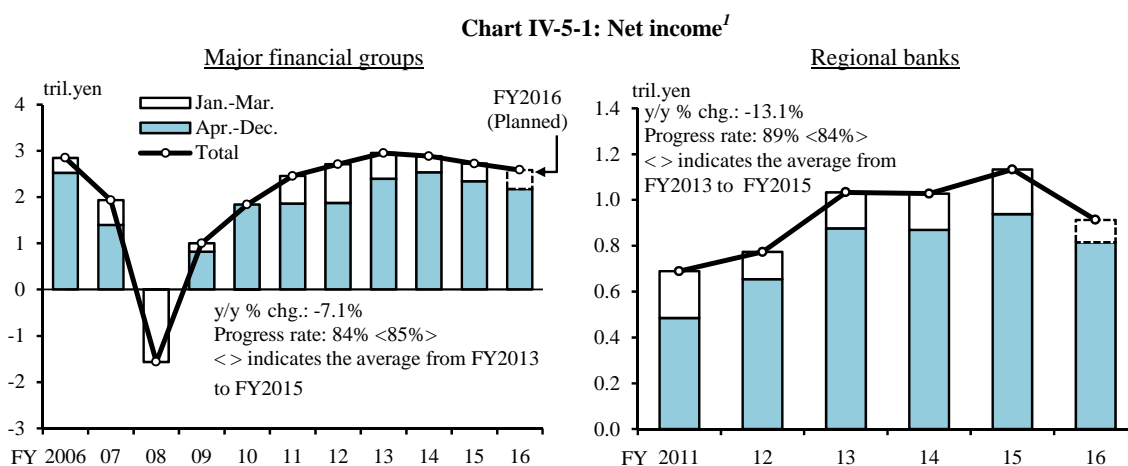 Chart IV-5-1: Net income1
Major financial groups
tril.yen
4
3
2
1
0
-1
-2
-3
Jan.-Mar.
Apr.-Dec.
Total
FY2016
(Planned)
y/y % chg.: -7.1%
Progress rate: 84% <85%>
< > indicates the average from FY2013
to FY2015
FY 2006 07 08 09 10 11 12 13 14 15 16
Regional banks
tril.yen
1.4
1.2
1.0
0.8
0.6
0.4
0.2
0.0
y/y % chg.: -13.1%
Progress rate: 89% <84%>
< > indicates the average from
FY2013 to FY2015
FY 2011 12 13 14 15 16